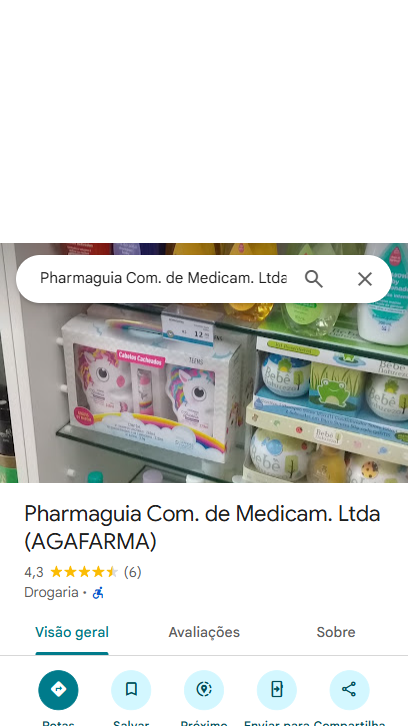 Pharmaguia Com. de Medicam. Ltda
12
Cabelos Cacheados
Bebê
Bebê
Bebê
Pharmaguia Com. de Medicam. Ltda
(AGAFARMA)
4,3 (6)
Drogaria ·
Visão geral Avaliações Sobre
Rotas Salvar Próximo Enviar para Compartilha